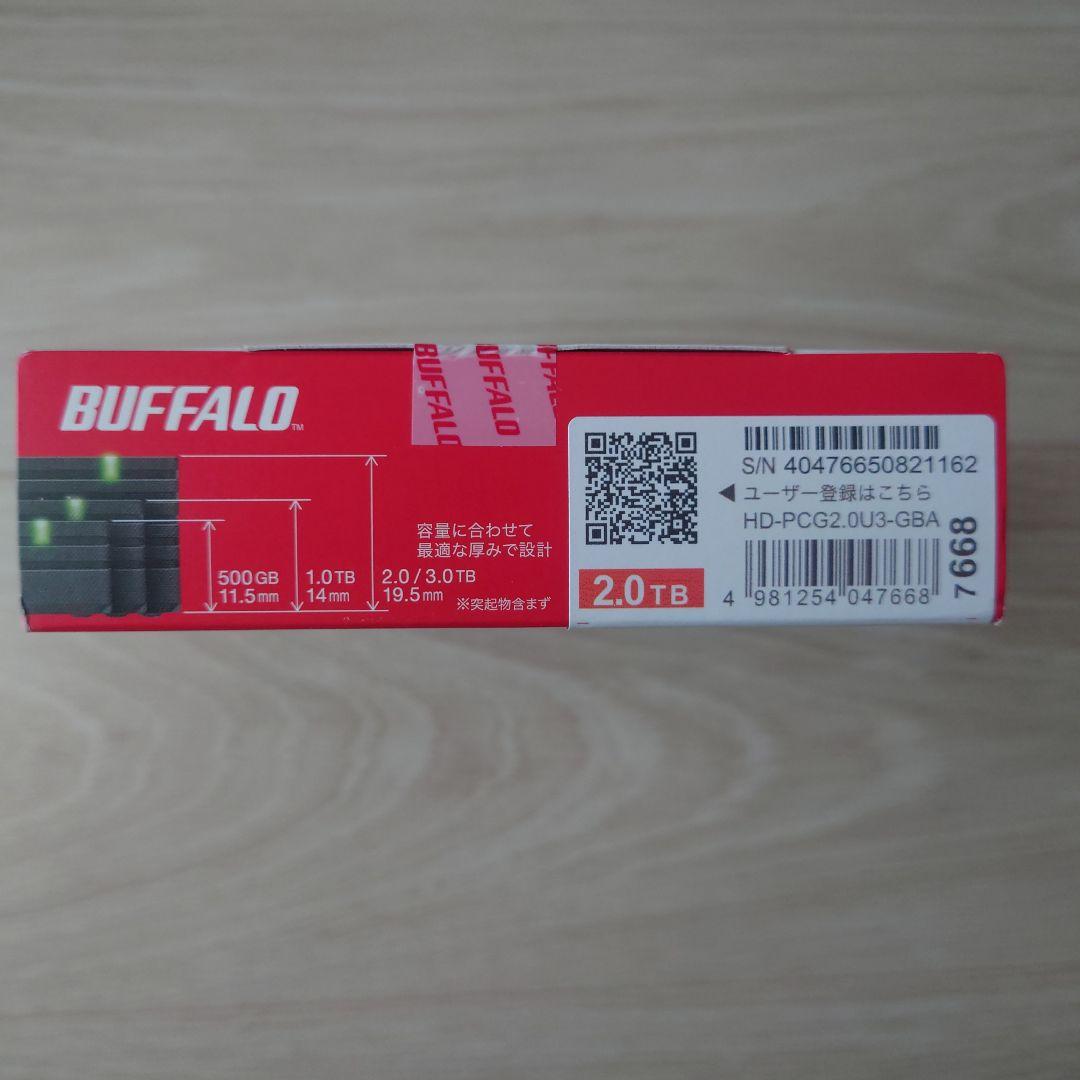 BUFFALO™
BUFFALO
BUFFALO
500GB
11.5mm
1.0TB
14mm
2.0/3.0TB
19.5mm
容量に合わせて
最適な厚みで設計
※突起物含まず
S/N 40476650821162
◀ユーザー登録はこちら
HD-PCG2.0U3-GBA
2.0TB
4 981254 047668
7668